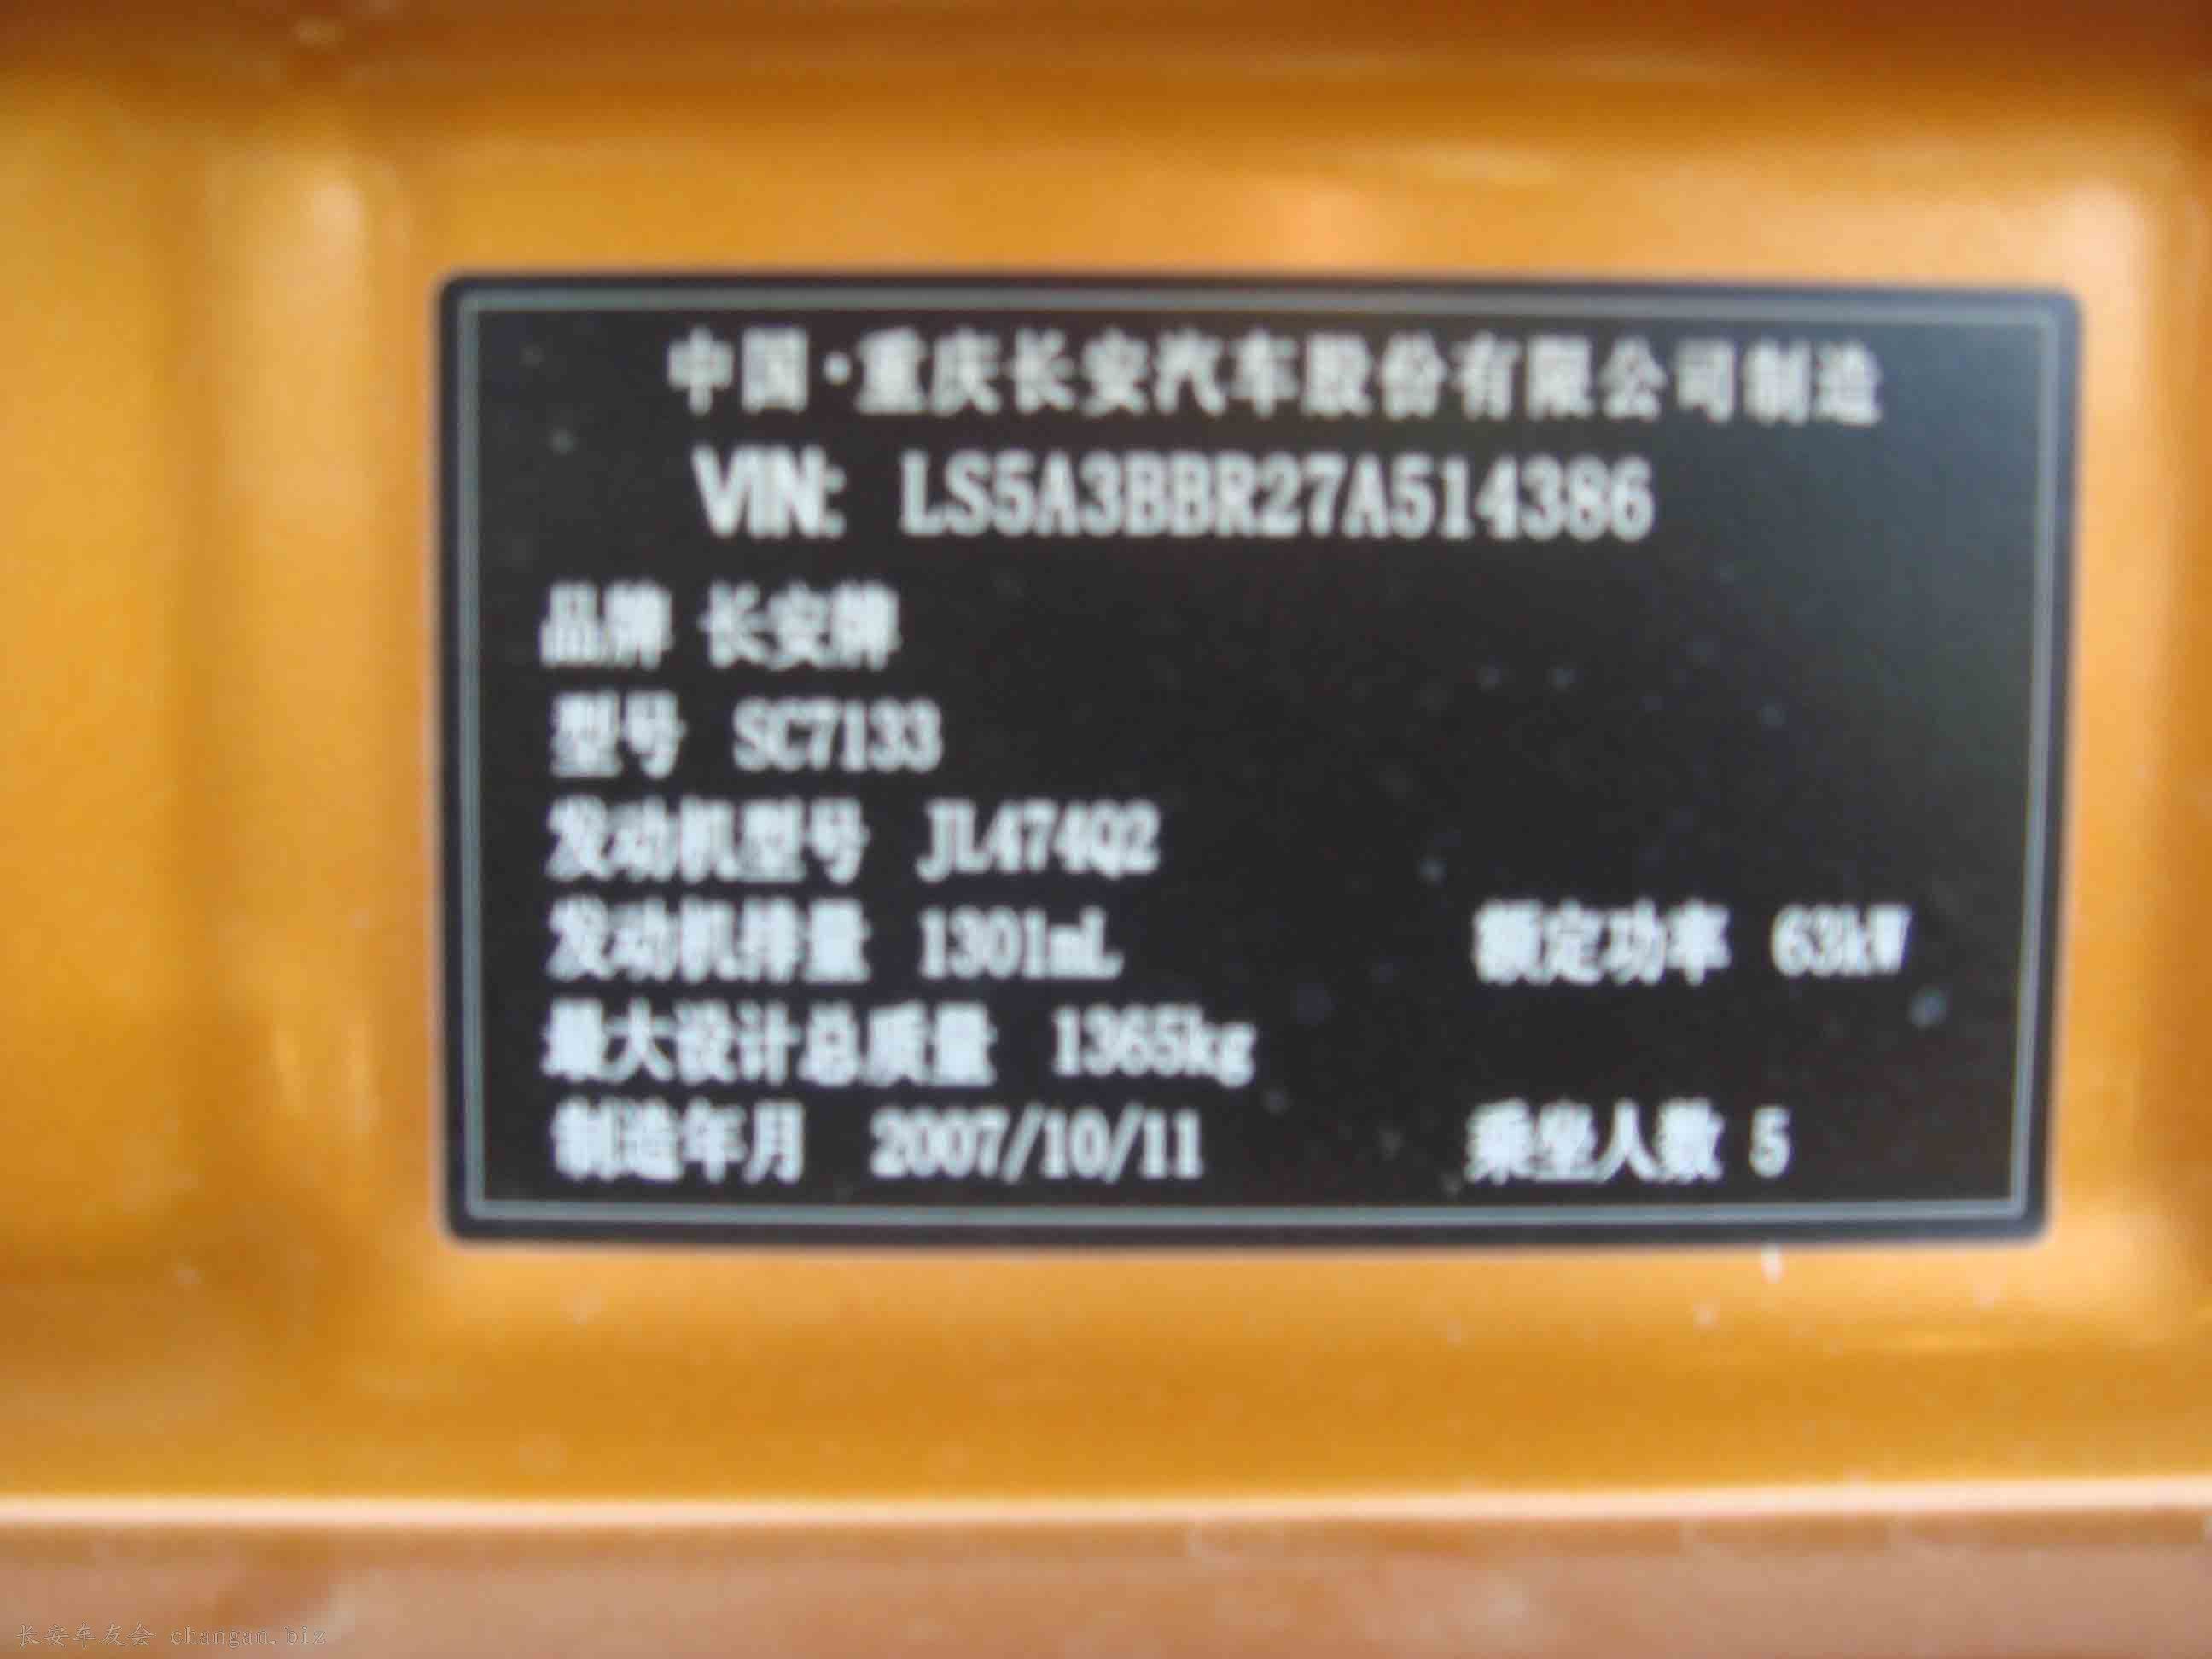 中国·重庆长安汽车股份有限公司制造
VIN: LS5A3BBR27A514386
品牌 长安牌
型号 SC7133
发动机型号 JL474Q2
发动机排量 1301mL 额定功率 63kW
最大设计总质量 1365kg
制造年月 2007/10/11 乘坐人数 5
长安车友会 changan.biz